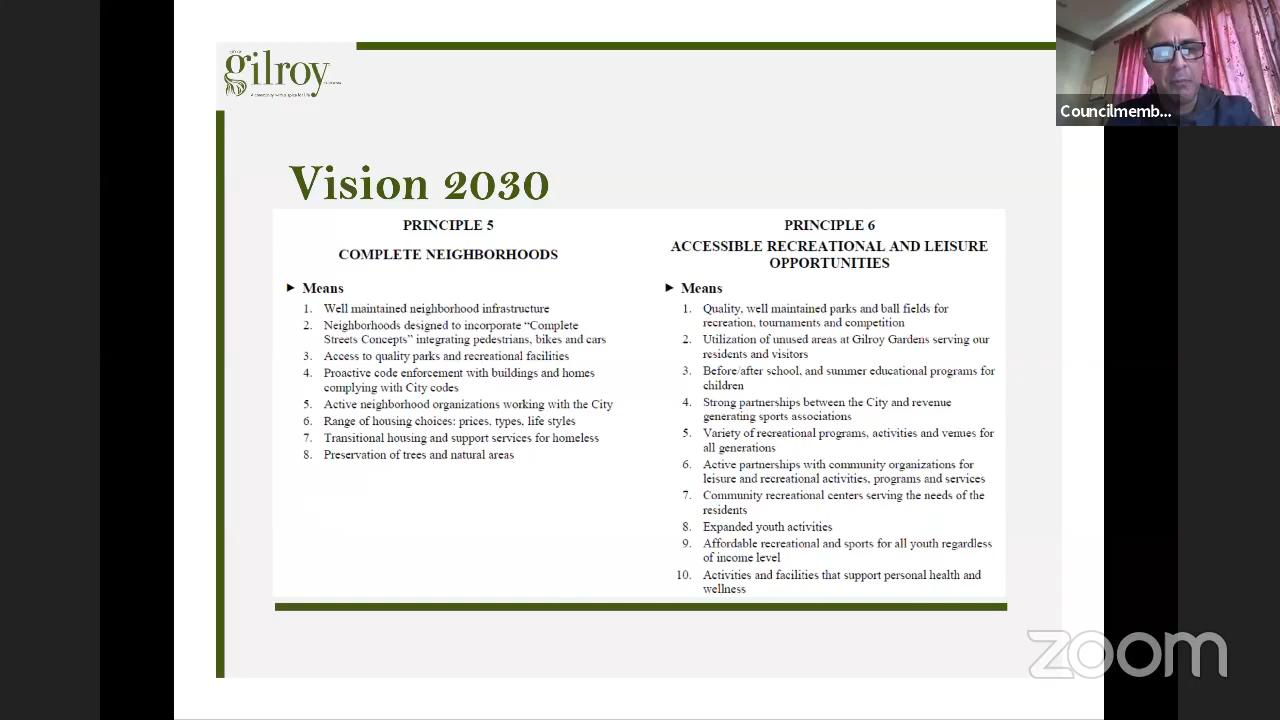 CITY OF
gilroy
CALIFORNIA
A community with a spice for life
Councilmemb...
Vision 2030
PRINCIPLE 5
COMPLETE NEIGHBORHOODS
► Means
1. Well maintained neighborhood infrastructure
2. Neighborhoods designed to incorporate “Complete
Streets Concepts” integrating pedestrians, bikes and cars
3. Access to quality parks and recreational facilities
4. Proactive code enforcement with buildings and homes
complying with City codes
5. Active neighborhood organizations working with the City
6. Range of housing choices: prices, types, life styles
7. Transitional housing and support services for homeless
8. Preservation of trees and natural areas
PRINCIPLE 6
ACCESSIBLE RECREATIONAL AND LEISURE
OPPORTUNITIES
► Means
1. Quality, well maintained parks and ball fields for
recreation, tournaments and competition
2. Utilization of unused areas at Gilroy Gardens serving our
residents and visitors
3. Before/after school, and summer educational programs for
children
4. Strong partnerships between the City and revenue
generating sports associations
5. Variety of recreational programs, activities and venues for
all generations
6. Active partnerships with community organizations for
leisure and recreational activities, programs and services
7. Community recreational centers serving the needs of the
residents
8. Expanded youth activities
9. Affordable recreational and sports for all youth regardless
of income level
10. Activities and facilities that support personal health and
wellness
zoom